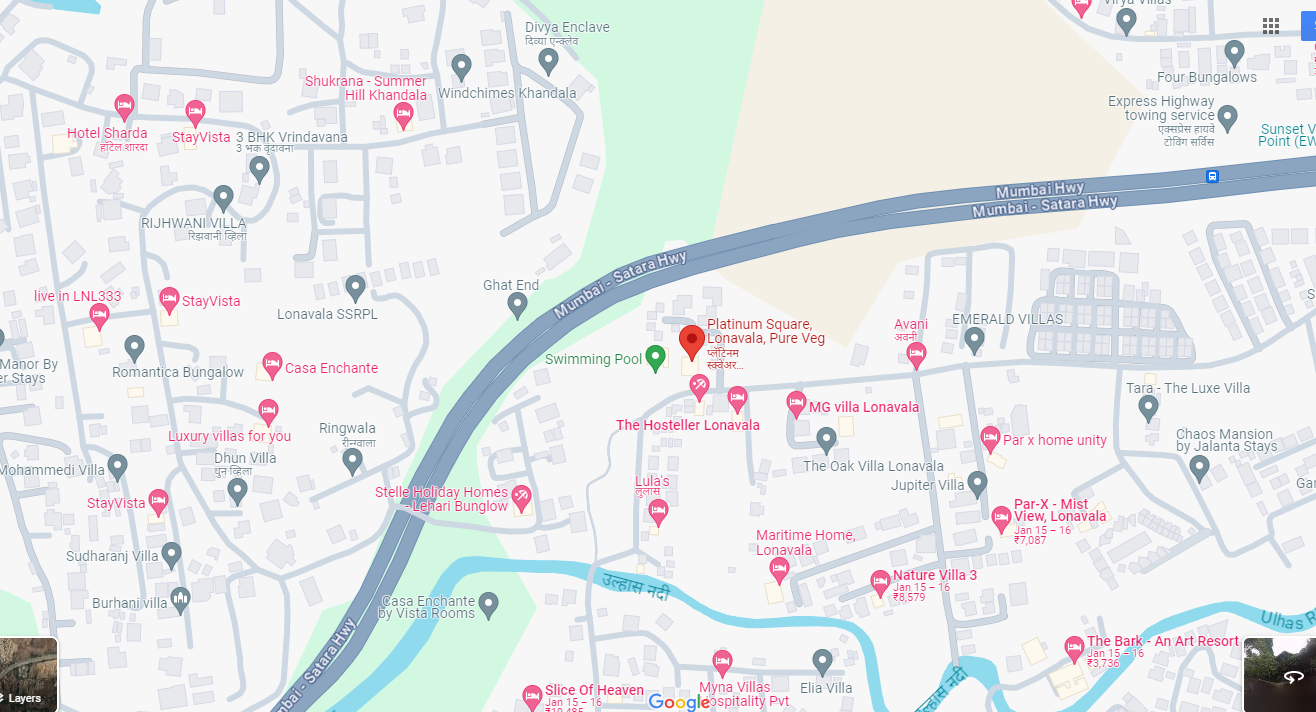 Virya Villas
Divya Enclave
दिव्या एन्क्लेव
Four Bungalows
Shukrana - Summer
Hill Khandala
Windchimes Khandala
Express Highway
towing service
एक्सप्रेस हायवे
टोविंग सर्विस
Hotel Sharda
हॉटेल शारदा
StayVista
3 BHK Vrindavana
3 भक वृंदावना
Sunset V
Point (EW
Mumbai Hwy
Mumbai - Satara Hwy
RIJHWANI VILLA
रिझवानी व्हिला
Mumbai - Satara Hwy
Ghat End
live in LNL333
StayVista
Lonavala SSRPL
Platinum Square,
Lonavala, Pure Veg
प्लॅटिनम
स्क्वेअर...
Avani
अवनी
EMERALD VILLAS
Manor By
er Stays
Romantica Bungalow
Casa Enchante
Swimming Pool
Tara - The Luxe Villa
Luxury villas for you
Ringwala
रीन्गवाला
The Hosteller Lonavala
MG villa Lonavala
Par x home unity
Chaos Mansion
by Jalanta Stays
Mohammedi Villa
Dhun Villa
धुन व्हिला
The Oak Villa Lonavala
Jupiter Villa
Gar
StayVista
Stelle Holiday Homes
- Lehari Bunglow
Lula's
लुलास
Par-X - Mist
View, Lonavala
Jan 15 – 16
₹7,087
Sudharanj Villa
Maritime Home,
Lonavala
Nature Villa 3
Jan 15 – 16
₹8,579
Burhani villa
Casa Enchante
by Vista Rooms
उल्हास नदी
Ulhas R
Mumbai - Satara Hwy
The Bark - An Art Resort
Jan 15 – 16
₹3,736
उल्हास नदी
Layers
Slice Of Heaven
Jan 15 – 16
₹10,485
Google
Myna Villas
Hospitality Pvt
Elia Villa